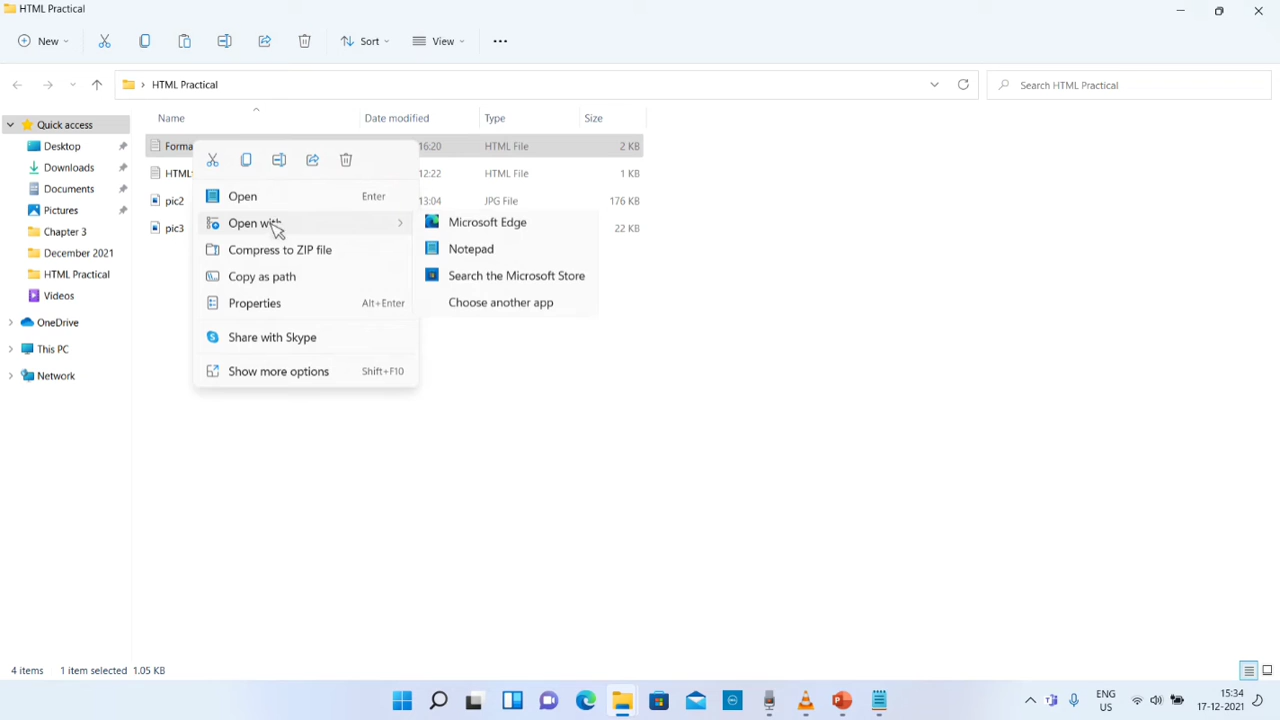 HTML Practical
New
Sort
View
HTML Practical
Search HTML Practical
Name Date modified Type Size
Quick access
Desktop
Downloads
Documents
Pictures
Chapter 3
December 2021
HTML Practical
Videos
OneDrive
This PC
Network
Forma 16:20 HTML File 2 KB
HTML 12:22 HTML File 1 KB
pic2 13:04 JPG File 176 KB
pic3 22 KB
Open Enter
Open with
Compress to ZIP file
Copy as path
Properties Alt+Enter
Share with Skype
Show more options Shift+F10
Microsoft Edge
Notepad
Search the Microsoft Store
Choose another app
4 items 1 item selected 1.05 KB
ENG
US
15:34
17-12-2021